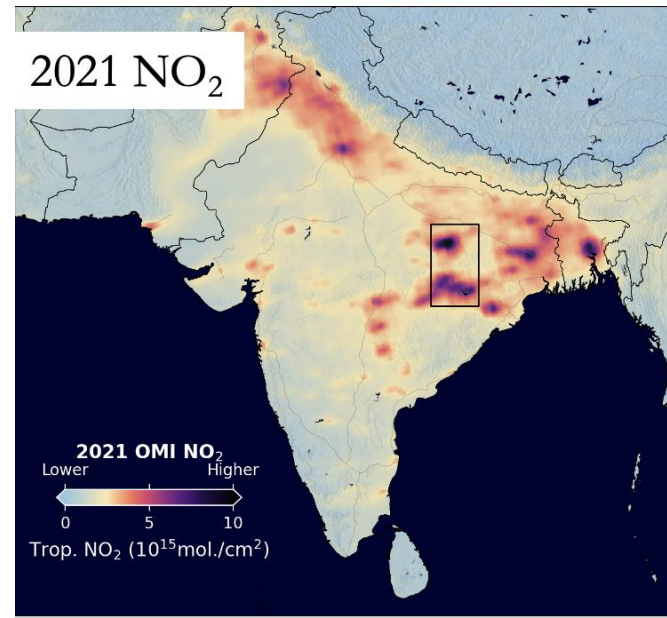 2021 NO₂
2021 OMI NO₂
Lower Higher
0 5 10
Trop. NO₂ (10¹⁵mol./cm²)